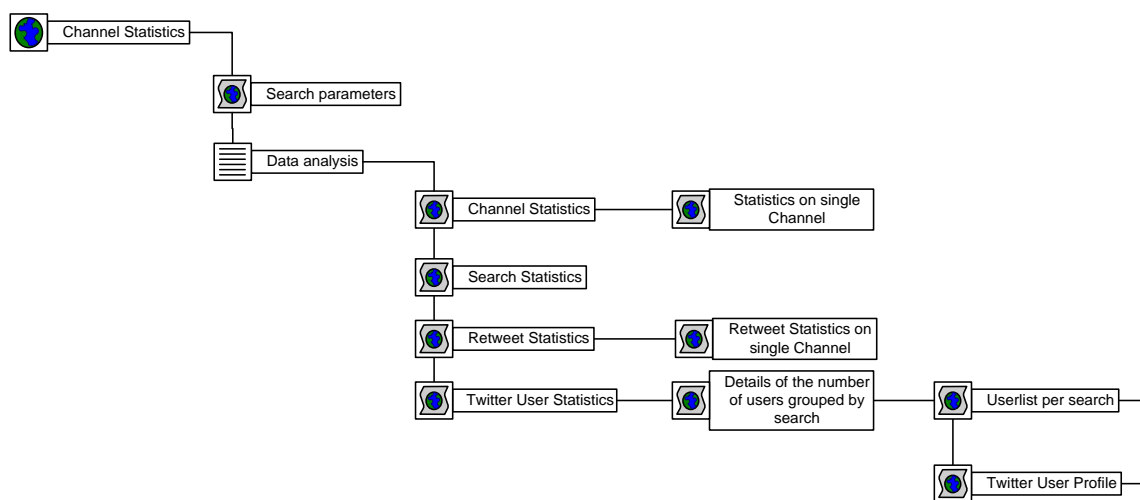 Channel Statistics
Search parameters
Data analysis
Channel Statistics
Statistics on single
Channel
Search Statistics
Retweet Statistics
Retweet Statistics on
single Channel
Twitter User Statistics
Details of the number
of users grouped by
search
Userlist per search
Twitter User Profile